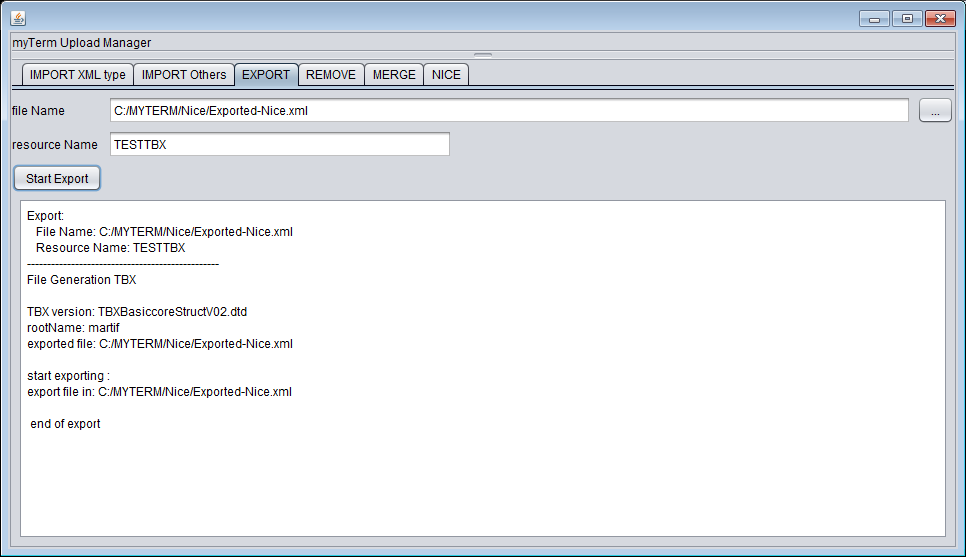 myTerm Upload Manager
IMPORT XML type IMPORT Others EXPORT REMOVE MERGE NICE
file Name C:/MYTERM/Nice/Exported-Nice.xml ...
resource Name TESTTBX
Start Export
Export:
File Name: C:/MYTERM/Nice/Exported-Nice.xml
Resource Name: TESTTBX
------------------------------------------------
File Generation TBX
TBX version: TBXBasiccoreStructV02.dtd
rootName: martif
exported file: C:/MYTERM/Nice/Exported-Nice.xml
start exporting :
export file in: C:/MYTERM/Nice/Exported-Nice.xml
end of export